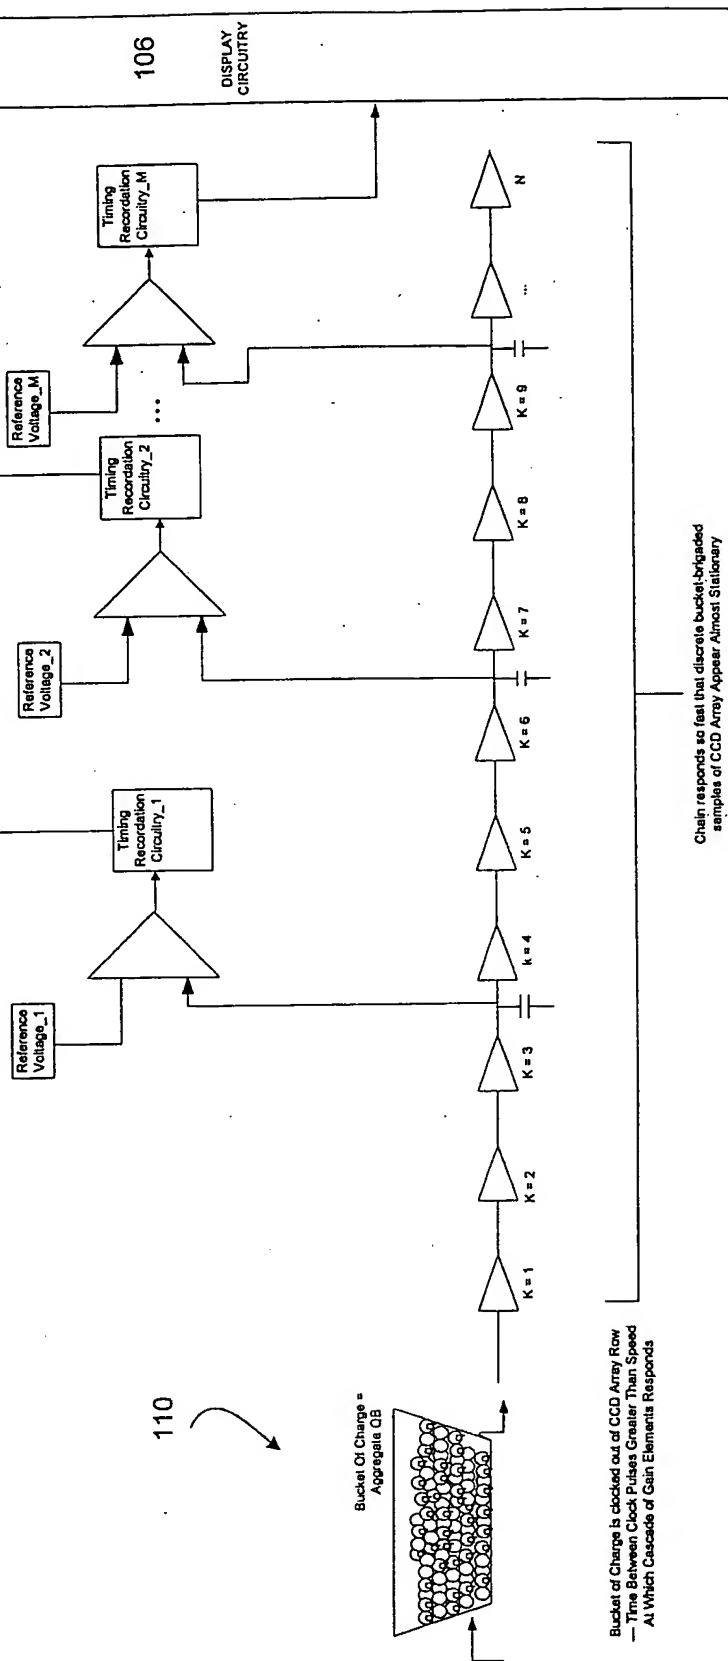 106
DISPLAY
CIRCUITRY
Reference
Voltage_1
Timing
Recordation
Circuitry_1
Reference
Voltage_2
Timing
Recordation
Circuitry_2
...
Reference
Voltage_M
Timing
Recordation
Circuitry_M
110
Bucket Of Charge =
Aggregate QB
K = 1
K = 2
K = 3
k = 4
K = 5
K = 6
K = 7
K = 8
K = 9
...
N
Bucket of Charge is clocked out of CCD Array Row
— Time Between Clock Pulses Greater Than Speed
At Which Cascade of Gain Elements Responds
Chain responds so fast that discrete bucket-brigaded
samples of CCD Array Appear Almost Stationary